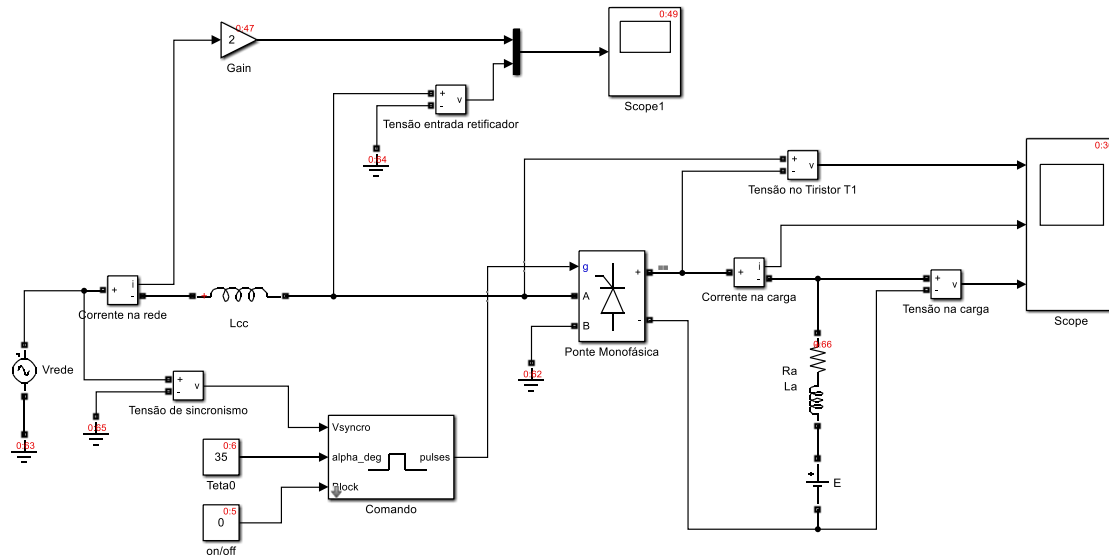 0:47
2
Gain
0:49
Scope1
+
-
v
Tensão entrada retificador
0:64
0:36
Scope
+
-
v
Tensão no Tiristor T1
+
i
-
Corrente na rede
+
Lcc
g
A
B
+
-
Ponte Monofásica
0:62
+
i
-
Corrente na carga
+
-
v
Tensão na carga
Vrede
0:63
+
-
v
Tensão de sincronismo
0:65
0:66
Ra
La
+
E
Vsyncro
alpha_deg
Block
pulses
Comando
0:6
35
Teta0
0:5
0
on/off